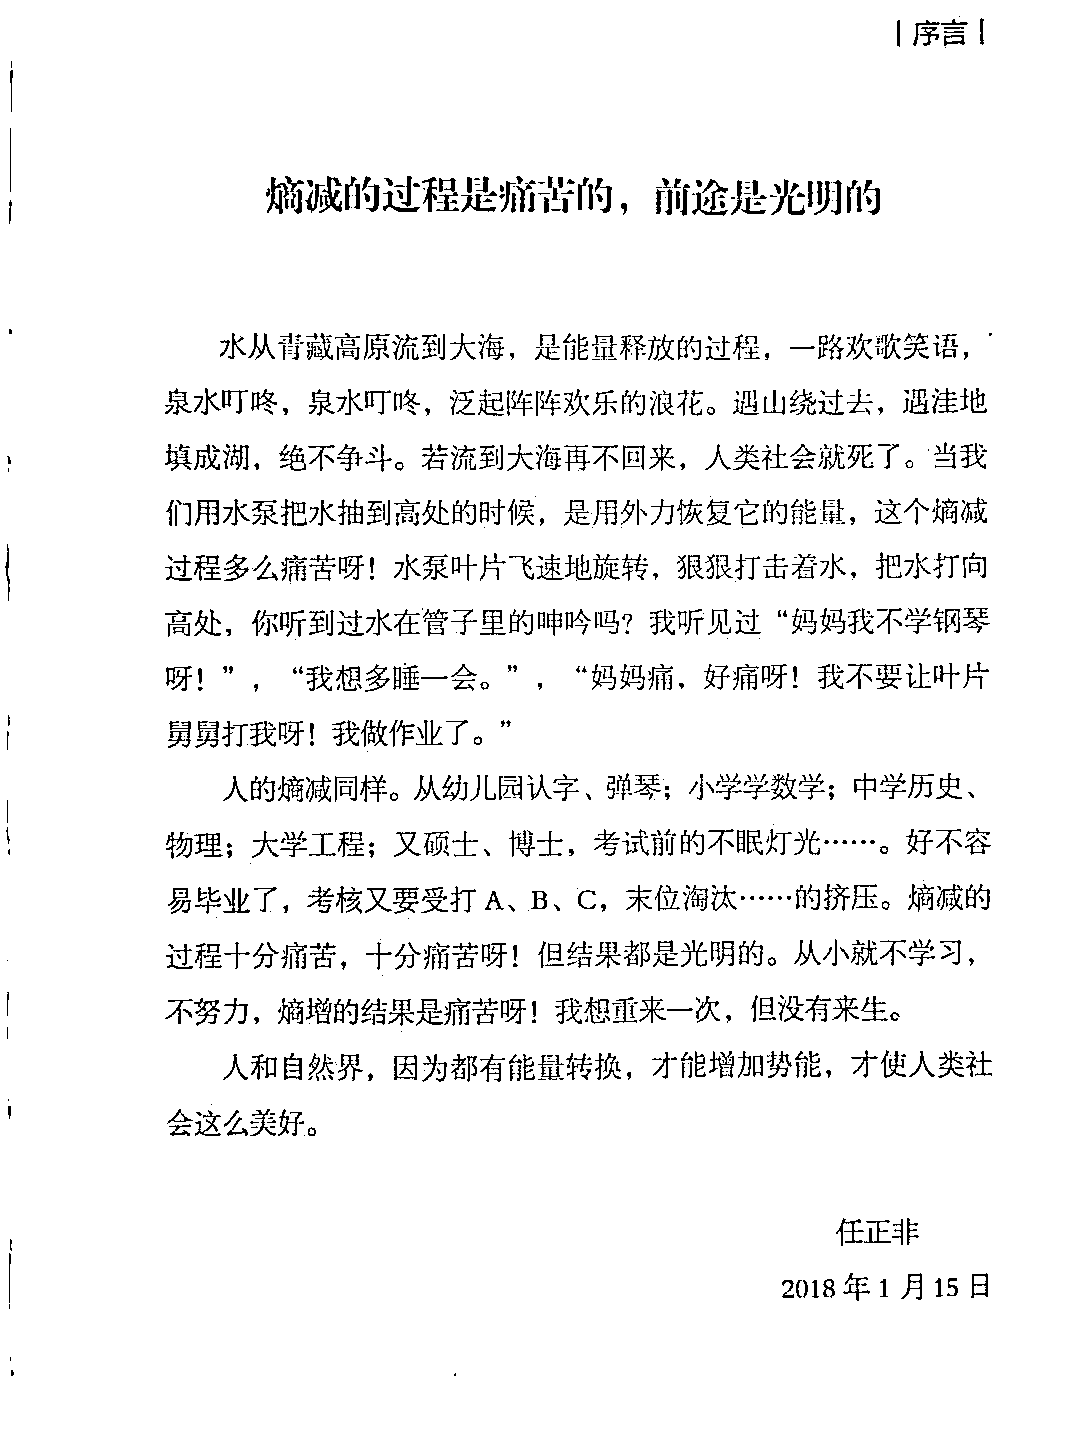 |序言|
熵减的过程是痛苦的，前途是光明的
水从青藏高原流到大海，是能量释放的过程，一路欢歌笑语，
泉水叮咚，泉水叮咚，泛起阵阵欢乐的浪花。遇山绕过去，遇洼地
填成湖，绝不争斗。若流到大海再不回来，人类社会就死了。当我
们用水泵把水抽到高处的时候，是用外力恢复它的能量，这个熵减
过程多么痛苦呀！水泵叶片飞速地旋转，狠狠打击着水，把水打向
高处，你听到过水在管子里的呻吟吗？我听见过“妈妈我不学钢琴
呀！”，“我想多睡一会。”，“妈妈痛，好痛呀！我不要让叶片
舅舅打我呀！我做作业了。”
人的熵减同样。从幼儿园认字、弹琴；小学学数学；中学历史、
物理；大学工程；又硕士、博士，考试前的不眠灯光……。好不容
易毕业了，考核又要受打 A、B、C，末位淘汰……的挤压。熵减的
过程十分痛苦，十分痛苦呀！但结果都是光明的。从小就不学习，
不努力，熵增的结果是痛苦呀！我想重来一次，但没有来生。
人和自然界，因为都有能量转换，才能增加势能，才使人类社
会这么美好。
任正非
2018 年 1 月 15 日